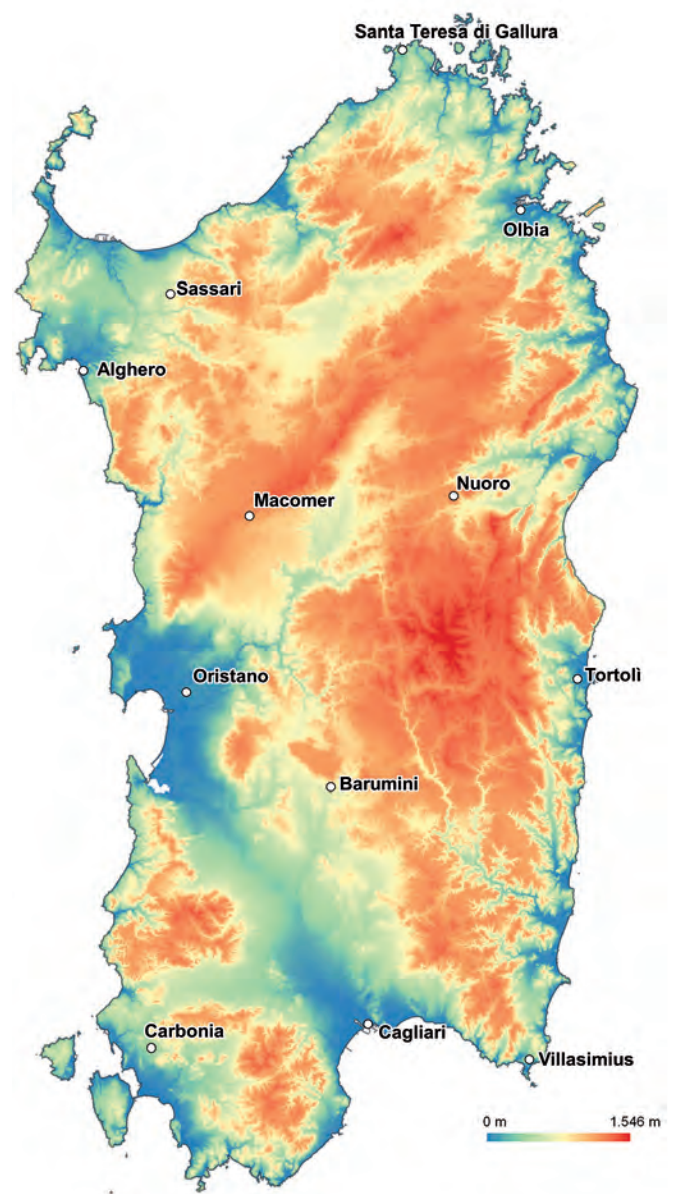 Santa Teresa di Gallura
Olbia
Sassari
Alghero
Nuoro
Macomer
Oristano
Tortolì
Barumini
Cagliari
Carbonia
Villasimius
0 m 1.546 m